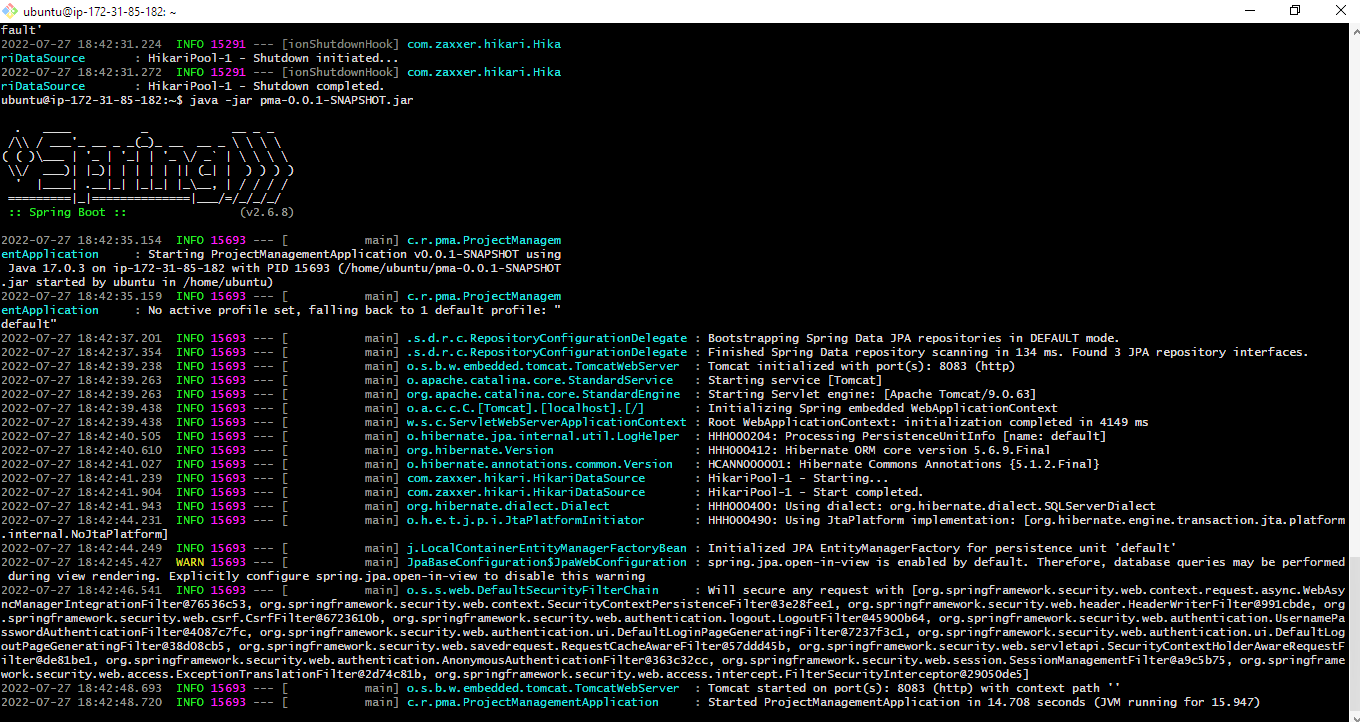 ubuntu@ip-172-31-85-182: ~
fault'
2022-07-27 18:42:31.224  INFO 15291 --- [ionShutdownHook] com.zaxxer.hikari.Hika
riDataSource       : HikariPool-1 - Shutdown initiated...
2022-07-27 18:42:31.272  INFO 15291 --- [ionShutdownHook] com.zaxxer.hikari.Hika
riDataSource       : HikariPool-1 - Shutdown completed.
ubuntu@ip-172-31-85-182:~$ java -jar pma-0.0.1-SNAPSHOT.jar
  .   ____          _            __ _ _
 /\\ / ___'_ __ _ _(_)_ __  __ _ \ \ \ \
( ( )\___ | '_ | '_| | '_ \/ _` | \ \ \ \
 \\/  ___)| |_)| | | | | || (_| |  ) ) ) )
  '  |____| .__|_| |_|_| |_\__, | / / / /
 =========|_|==============|___/=/_/_/_/
 :: Spring Boot ::                (v2.6.8)
2022-07-27 18:42:35.154  INFO 15693 --- [           main] c.r.pma.ProjectManagem
entApplication     : Starting ProjectManagementApplication v0.0.1-SNAPSHOT using
 Java 17.0.3 on ip-172-31-85-182 with PID 15693 (/home/ubuntu/pma-0.0.1-SNAPSHOT
.jar started by ubuntu in /home/ubuntu)
2022-07-27 18:42:35.159  INFO 15693 --- [           main] c.r.pma.ProjectManagem
entApplication     : No active profile set, falling back to 1 default profile: "
default"
2022-07-27 18:42:37.201  INFO 15693 --- [           main] .s.d.r.c.RepositoryConfigurationDelegate : Bootstrapping Spring Data JPA repositories in DEFAULT mode.
2022-07-27 18:42:37.354  INFO 15693 --- [           main] .s.d.r.c.RepositoryConfigurationDelegate : Finished Spring Data repository scanning in 134 ms. Found 3 JPA repository interfaces.
2022-07-27 18:42:39.238  INFO 15693 --- [           main] o.s.b.w.embedded.tomcat.TomcatWebServer  : Tomcat initialized with port(s): 8083 (http)
2022-07-27 18:42:39.263  INFO 15693 --- [           main] o.apache.catalina.core.StandardService   : Starting service [Tomcat]
2022-07-27 18:42:39.263  INFO 15693 --- [           main] org.apache.catalina.core.StandardEngine  : Starting Servlet engine: [Apache Tomcat/9.0.63]
2022-07-27 18:42:39.438  INFO 15693 --- [           main] o.a.c.c.C.[Tomcat].[localhost].[/]       : Initializing Spring embedded WebApplicationContext
2022-07-27 18:42:39.438  INFO 15693 --- [           main] w.s.c.ServletWebServerApplicationContext : Root WebApplicationContext: initialization completed in 4149 ms
2022-07-27 18:42:40.505  INFO 15693 --- [           main] o.hibernate.jpa.internal.util.LogHelper  : HHH000204: Processing PersistenceUnitInfo [name: default]
2022-07-27 18:42:40.610  INFO 15693 --- [           main] org.hibernate.Version                    : HHH000412: Hibernate ORM core version 5.6.9.Final
2022-07-27 18:42:41.027  INFO 15693 --- [           main] o.hibernate.annotations.common.Version   : HCANN000001: Hibernate Commons Annotations {5.1.2.Final}
2022-07-27 18:42:41.239  INFO 15693 --- [           main] com.zaxxer.hikari.HikariDataSource       : HikariPool-1 - Starting...
2022-07-27 18:42:41.904  INFO 15693 --- [           main] com.zaxxer.hikari.HikariDataSource       : HikariPool-1 - Start completed.
2022-07-27 18:42:41.943  INFO 15693 --- [           main] org.hibernate.dialect.Dialect            : HHH000400: Using dialect: org.hibernate.dialect.SQLServerDialect
2022-07-27 18:42:44.231  INFO 15693 --- [           main] o.h.e.t.j.p.i.JtaPlatformInitiator       : HHH000490: Using JtaPlatform implementation: [org.hibernate.engine.transaction.jta.platform
.internal.NoJtaPlatform]
2022-07-27 18:42:44.249  INFO 15693 --- [           main] j.LocalContainerEntityManagerFactoryBean : Initialized JPA EntityManagerFactory for persistence unit 'default'
2022-07-27 18:42:45.427  WARN 15693 --- [           main] JpaBaseConfiguration$JpaWebConfiguration : spring.jpa.open-in-view is enabled by default. Therefore, database queries may be performed
 during view rendering. Explicitly configure spring.jpa.open-in-view to disable this warning
2022-07-27 18:42:46.541  INFO 15693 --- [           main] o.s.s.web.DefaultSecurityFilterChain     : Will secure any request with [org.springframework.security.web.context.request.async.WebAsy
ncManagerIntegrationFilter@76536c53, org.springframework.security.web.context.SecurityContextPersistenceFilter@3e28fee1, org.springframework.security.web.header.HeaderWriterFilter@991cbde, org
.springframework.security.web.csrf.CsrfFilter@6723610b, org.springframework.security.web.authentication.logout.LogoutFilter@45900b64, org.springframework.security.web.authentication.UsernamePa
sswordAuthenticationFilter@4087c7fc, org.springframework.security.web.authentication.ui.DefaultLoginPageGeneratingFilter@7237f3c1, org.springframework.security.web.authentication.ui.DefaultLog
outPageGeneratingFilter@38d08cb5, org.springframework.security.web.savedrequest.RequestCacheAwareFilter@57ddd45b, org.springframework.security.web.servletapi.SecurityContextHolderAwareRequestF
ilter@de81be1, org.springframework.security.web.authentication.AnonymousAuthenticationFilter@363c32cc, org.springframework.security.web.session.SessionManagementFilter@a9c5b75, org.springframe
work.security.web.access.ExceptionTranslationFilter@2d74c81b, org.springframework.security.web.access.intercept.FilterSecurityInterceptor@29050de5]
2022-07-27 18:42:48.693  INFO 15693 --- [           main] o.s.b.w.embedded.tomcat.TomcatWebServer  : Tomcat started on port(s): 8083 (http) with context path ''
2022-07-27 18:42:48.720  INFO 15693 --- [           main] c.r.pma.ProjectManagementApplication     : Started ProjectManagementApplication in 14.708 seconds (JVM running for 15.947)